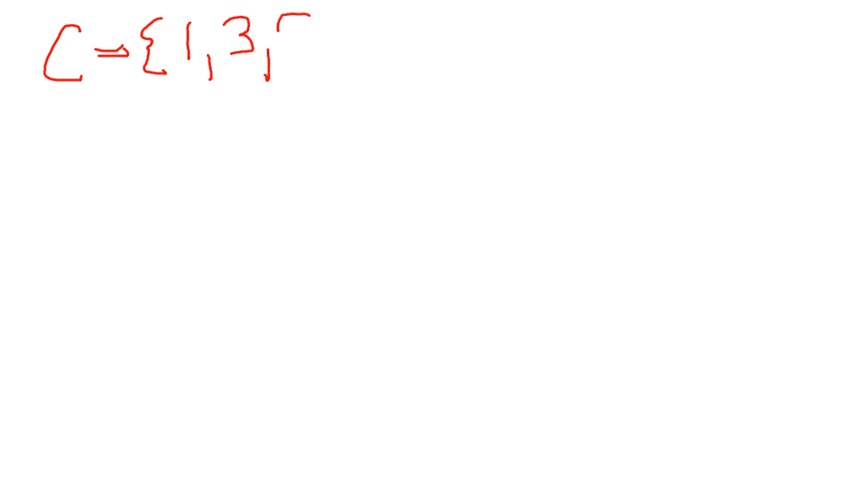 C = {1, 3,